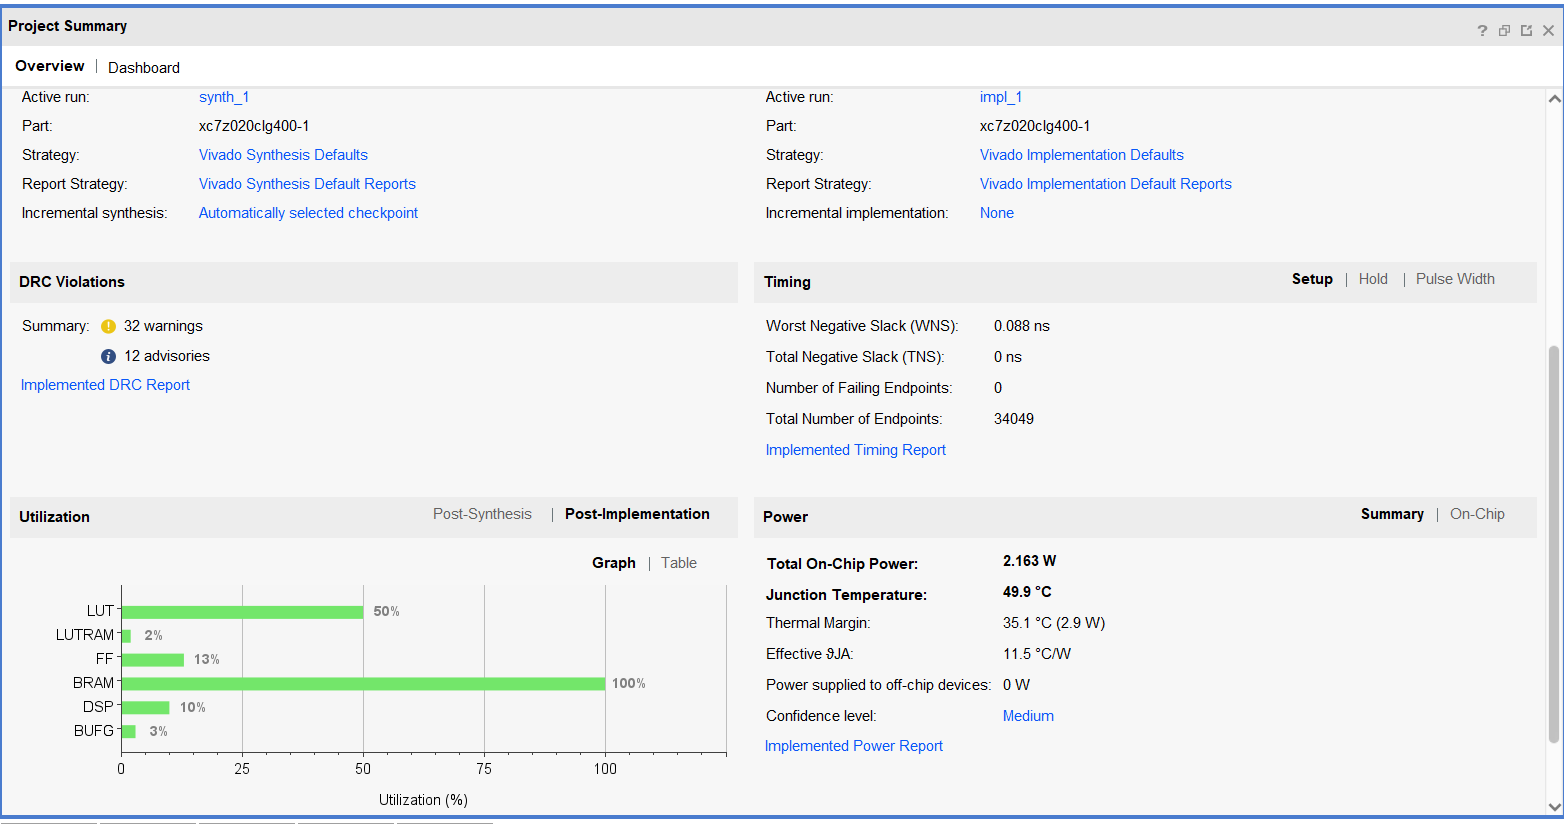 Project Summary
?
Overview | Dashboard
Active run: synth_1
Part: xc7z020clg400-1
Strategy: Vivado Synthesis Defaults
Report Strategy: Vivado Synthesis Default Reports
Incremental synthesis: Automatically selected checkpoint
Active run: impl_1
Part: xc7z020clg400-1
Strategy: Vivado Implementation Defaults
Report Strategy: Vivado Implementation Default Reports
Incremental implementation: None
DRC Violations
Summary: 32 warnings
12 advisories
Implemented DRC Report
Timing Setup | Hold | Pulse Width
Worst Negative Slack (WNS): 0.088 ns
Total Negative Slack (TNS): 0 ns
Number of Failing Endpoints: 0
Total Number of Endpoints: 34049
Implemented Timing Report
Utilization Post-Synthesis | Post-Implementation
Graph | Table
LUT 50%
LUTRAM 2%
FF 13%
BRAM 100%
DSP 10%
BUFG 3%
0 25 50 75 100
Utilization (%)
Power Summary | On-Chip
Total On-Chip Power: 2.163 W
Junction Temperature: 49.9 °C
Thermal Margin: 35.1 °C (2.9 W)
Effective ϑJA: 11.5 °C/W
Power supplied to off-chip devices: 0 W
Confidence level: Medium
Implemented Power Report